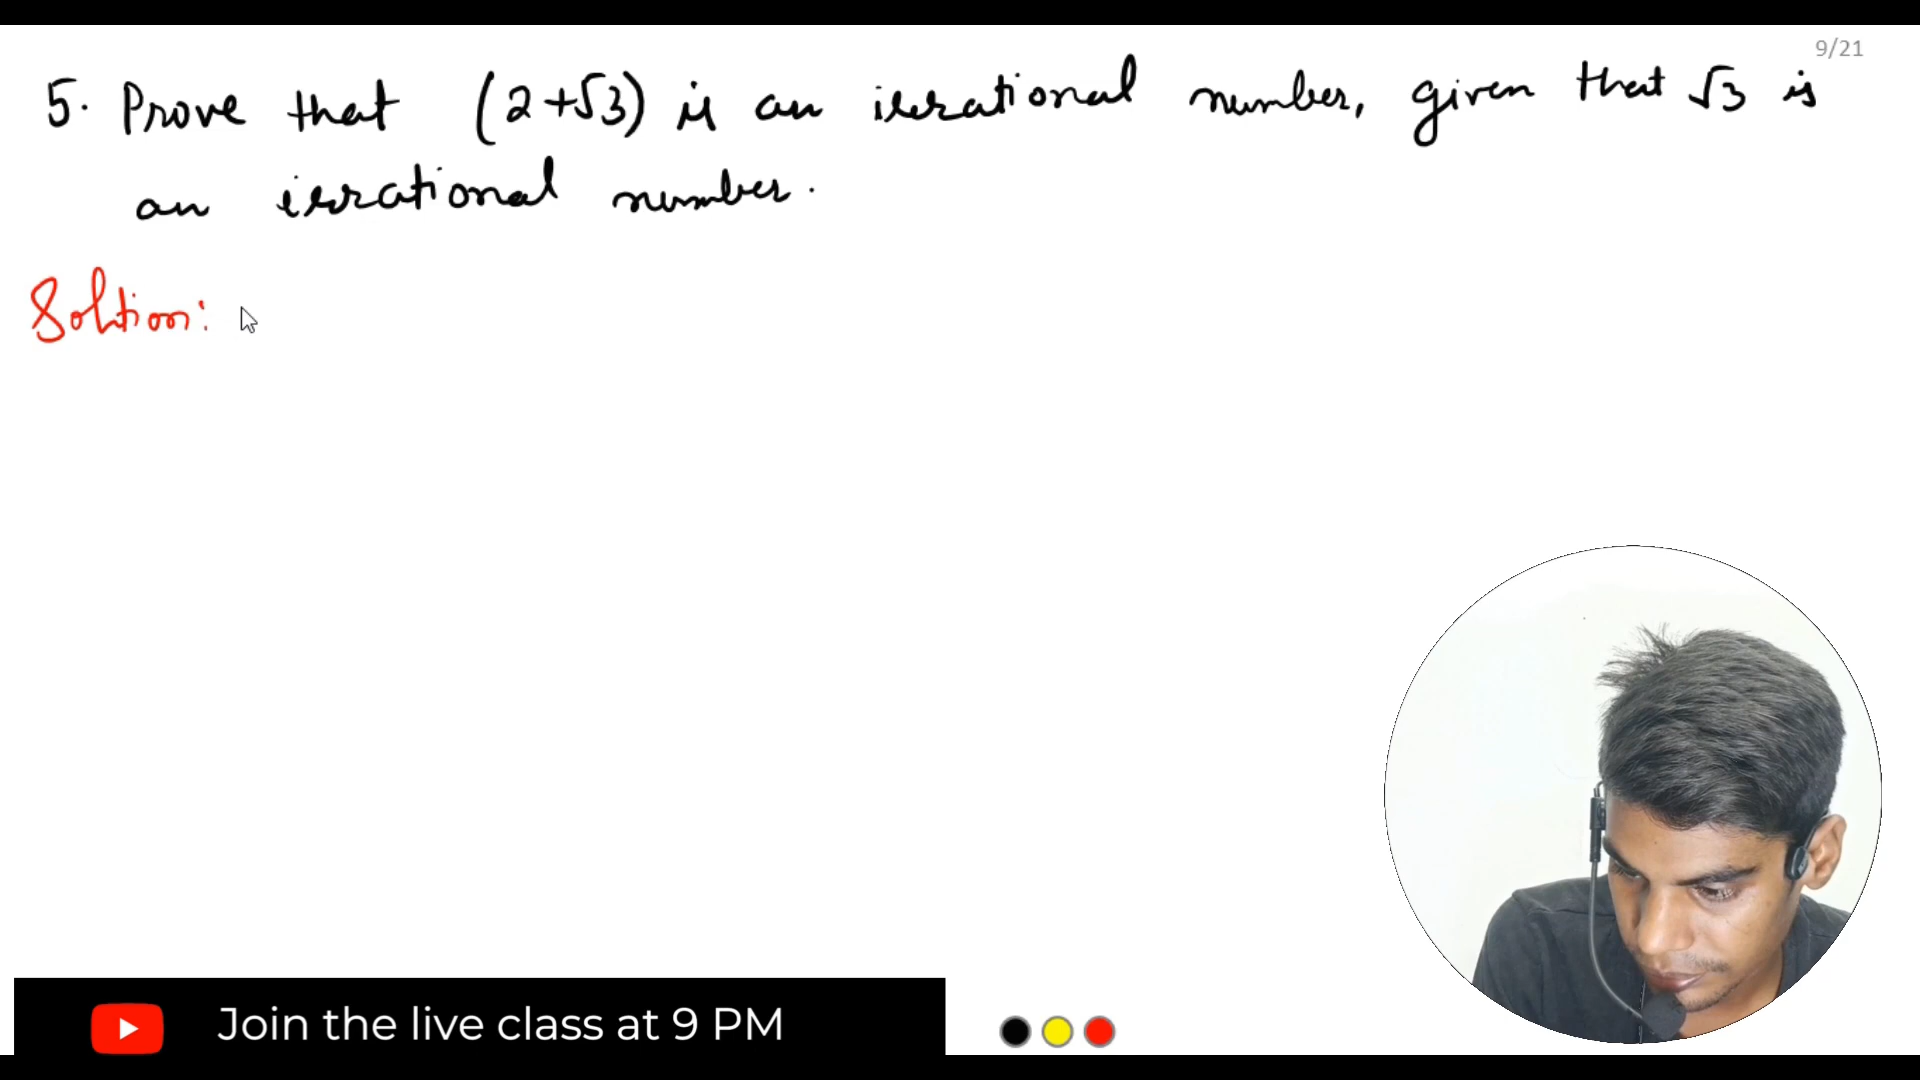 9/21
5. Prove that (2+√3) is an irrational number, given that √3 is
an irrational number.
Solution:
Join the live class at 9 PM